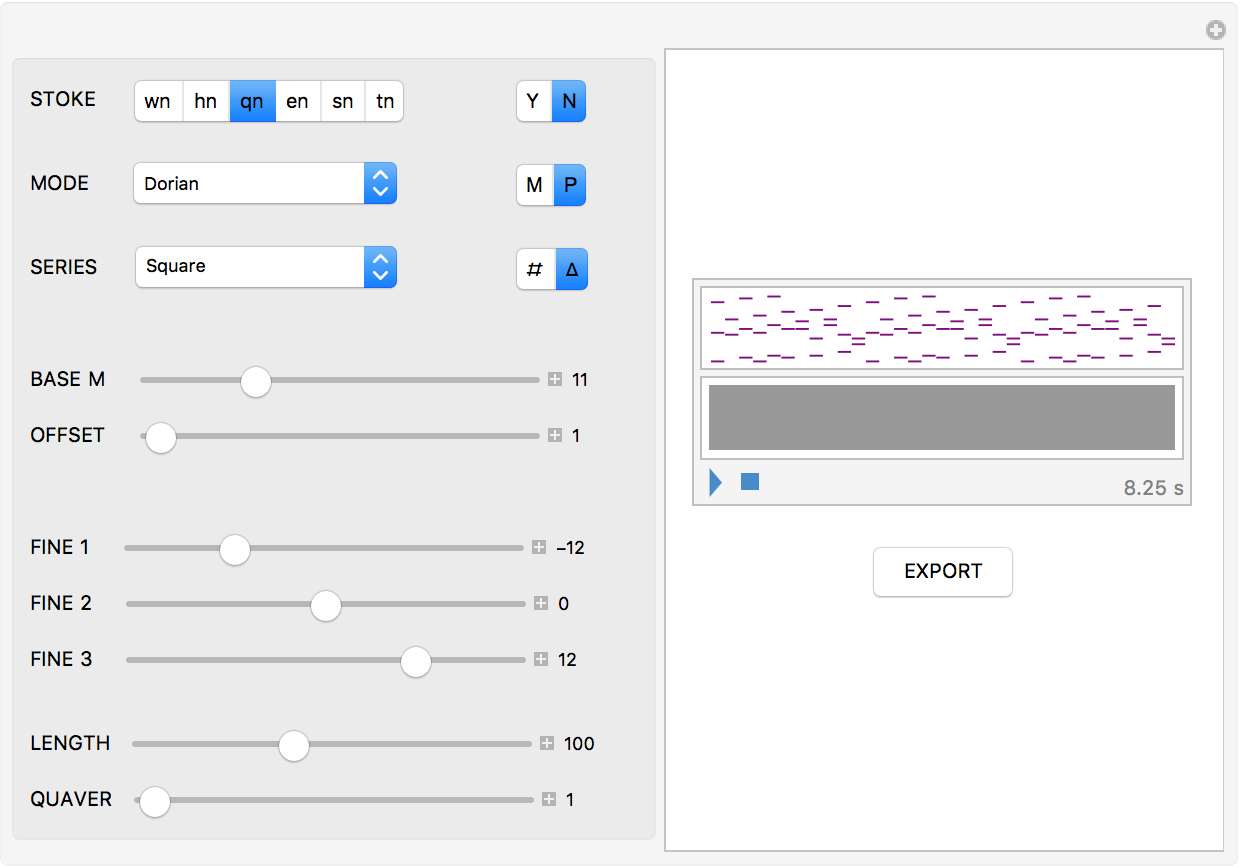 STOKE wn hn qn en sn tn Y N
MODE Dorian M P
SERIES Square # Δ
BASE M 11
OFFSET 1
FINE 1 –12
FINE 2 0
FINE 3 12
LENGTH 100
QUAVER 1
8.25 s
EXPORT